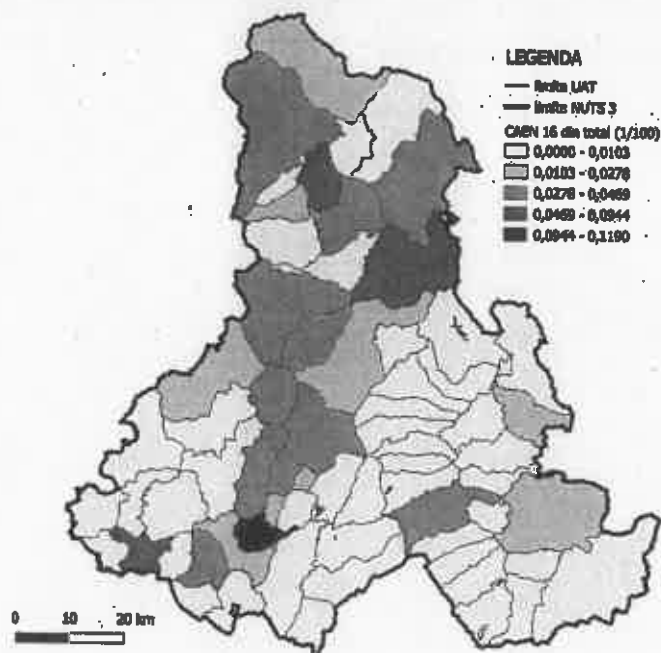 LEGENDA
limita UAT
limita NUTS 3
CAEN 16 din total (1/100)
0,0000 - 0,0103
0,0103 - 0,0278
0,0278 - 0,0469
0,0469 - 0,0944
0,0944 - 0,1190
0 10 20 km